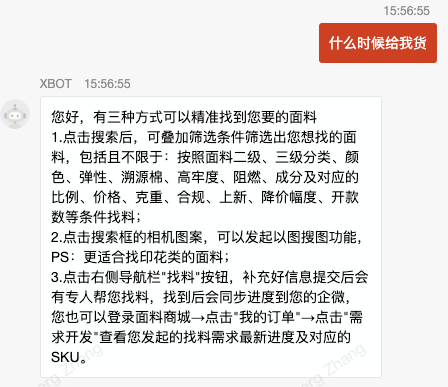 15:56:55
什么时候给我货
XBOT 15:56:55
您好，有三种方式可以精准找到您要的面料
1.点击搜索后，可叠加筛选条件筛选出您想找的面
料，包括且不限于：按照面料二级、三级分类、颜
色、弹性、溯源棉、高牢度、阻燃、成分及对应的
比例、价格、克重、合规、上新、降价幅度、开款
数等条件找料；
2.点击搜索框的相机图案，可以发起以图搜图功能，
PS：更适合找印花类的面料；
3.点击右侧导航栏"找料"按钮，补充好信息提交后会
有专人帮您找料，找到后会同步进度到您的企微，
您也可以登录面料商城→点击"我的订单"→点击"需
求开发"查看您发起的找料需求最新进度及对应的
SKU。
Zhang
Zhang